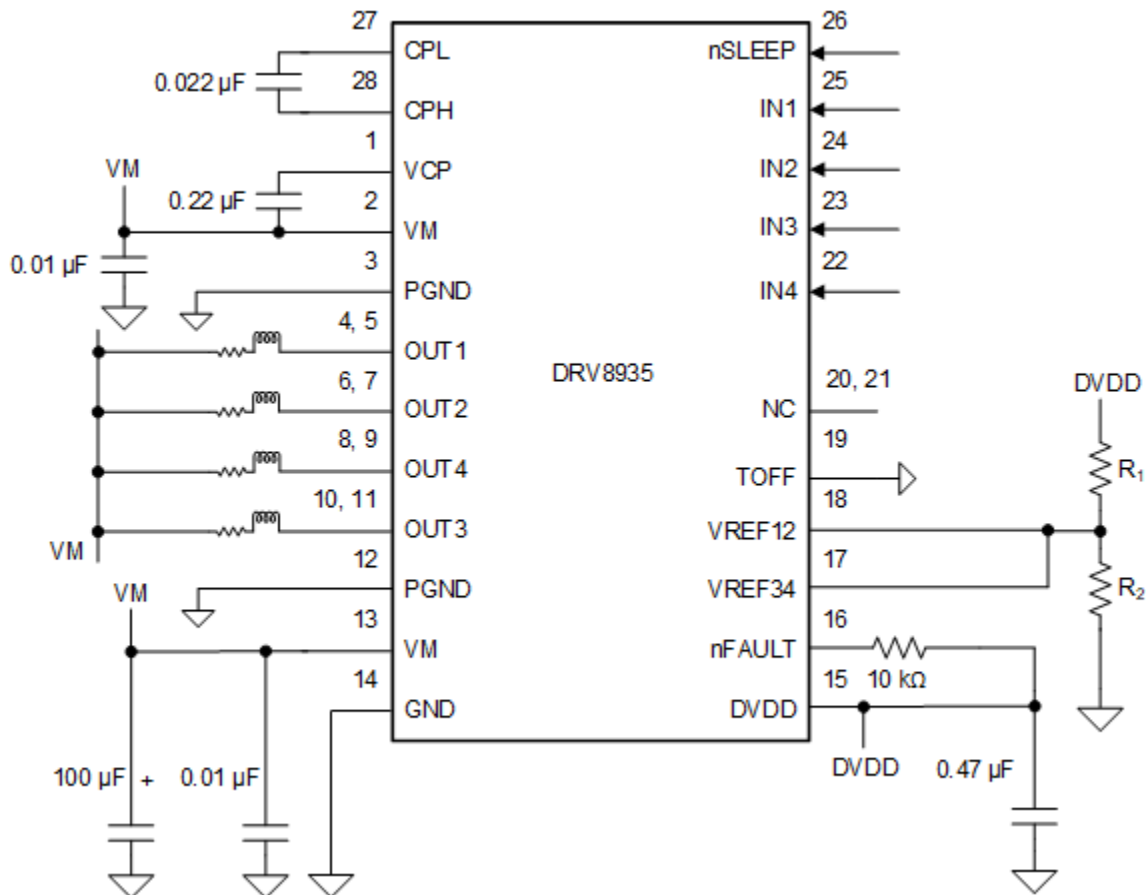 27
CPL
0.022 µF
28
CPH
1
VCP
VM
0.22 µF
2
VM
0.01 µF
3
PGND
4, 5
OUT1
6, 7
OUT2
8, 9
OUT4
10, 11
OUT3
VM
12
PGND
VM
13
VM
14
GND
100 µF +
0.01 µF
DRV8935
26
nSLEEP
25
IN1
24
IN2
23
IN3
22
IN4
20, 21
NC
19
TOFF
18
VREF12
17
VREF34
16
nFAULT
10 kΩ
15
DVDD
DVDD
0.47 µF
DVDD
R1
R2